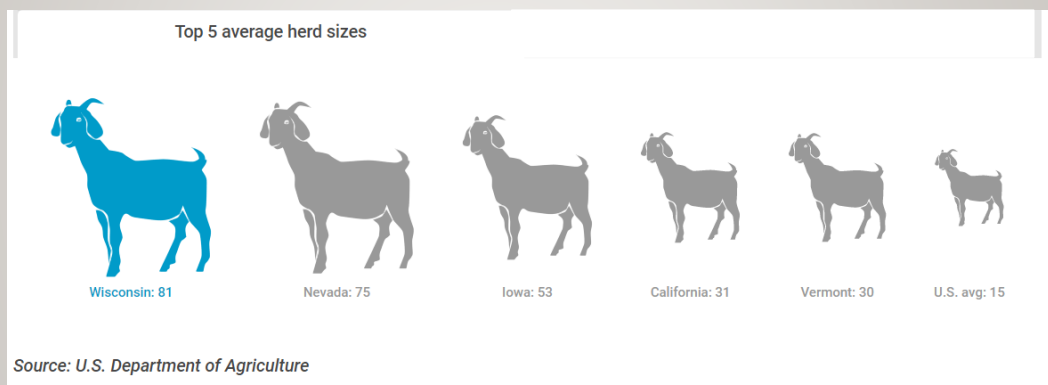 Top 5 average herd sizes
Wisconsin: 81
Nevada: 75
Iowa: 53
California: 31
Vermont: 30
U.S. avg: 15
Source: U.S. Department of Agriculture